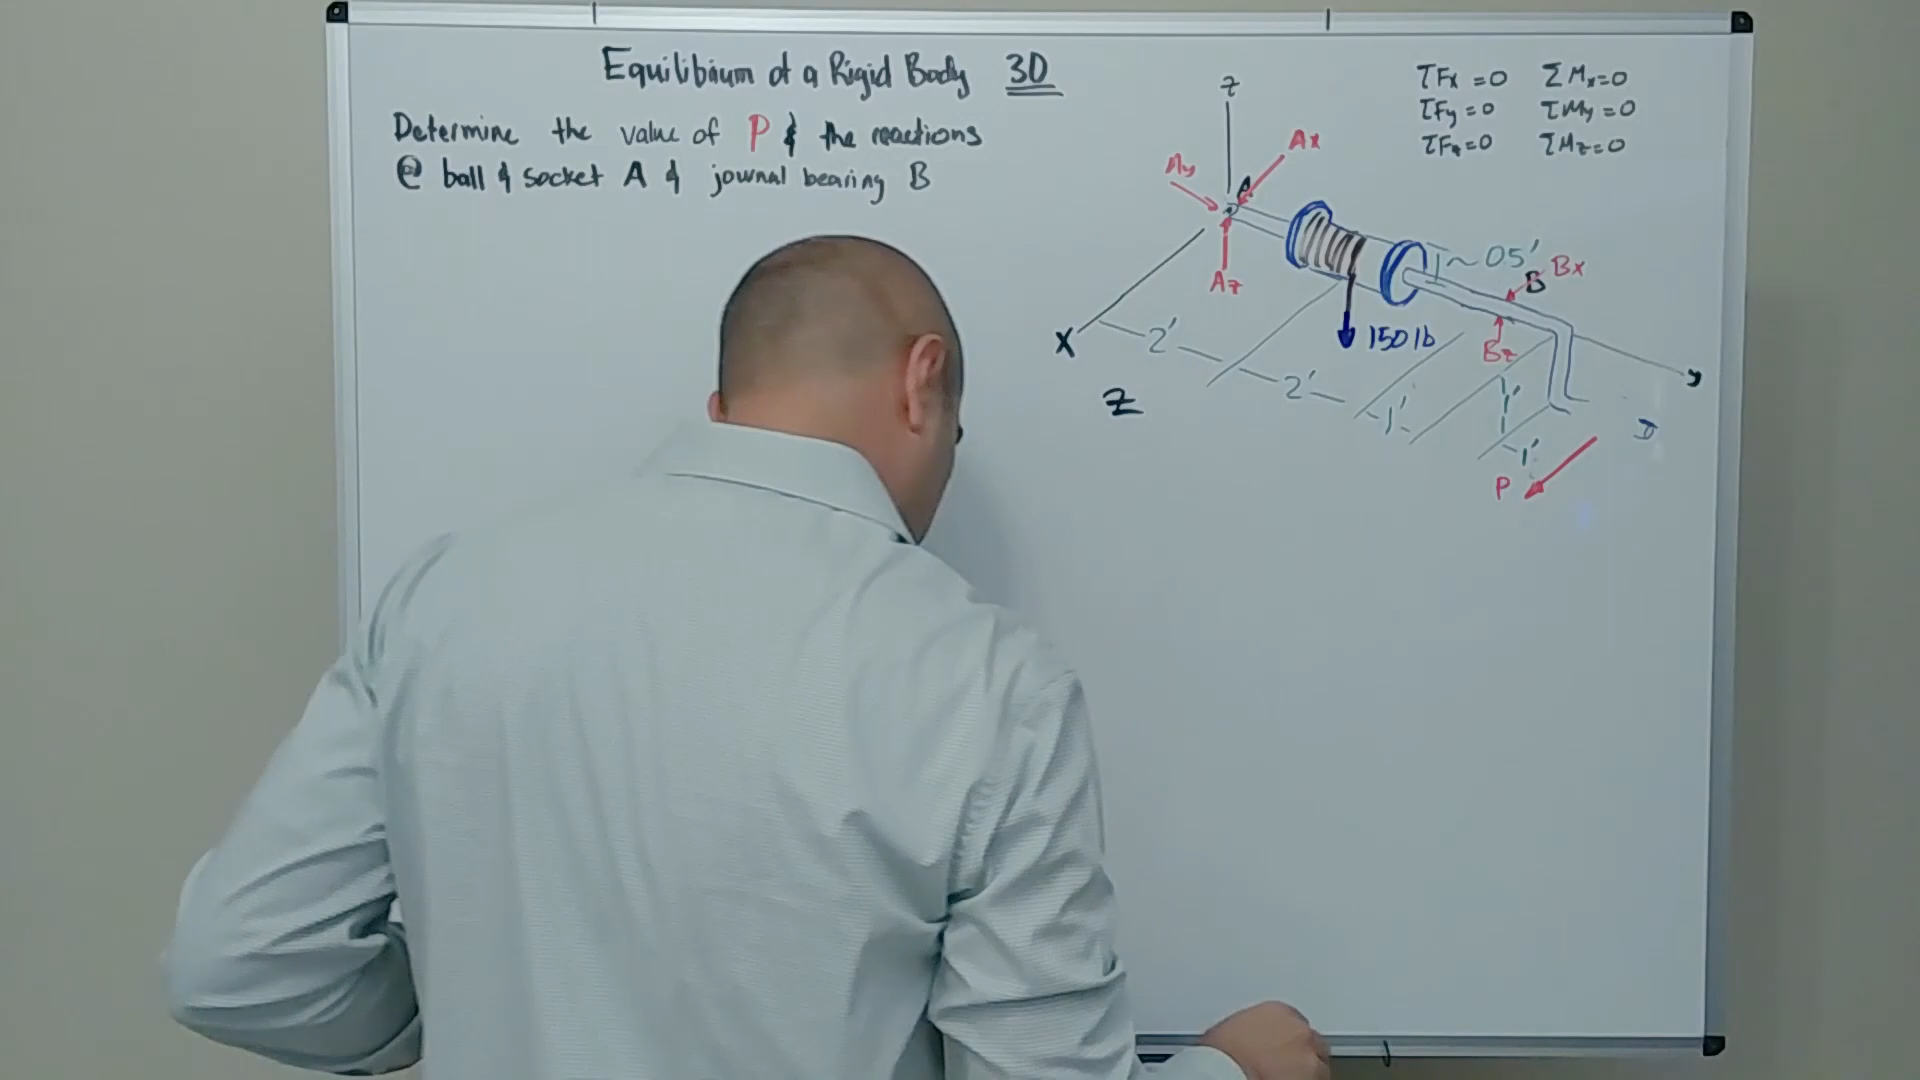 Equilibium of a Rigid Body 3D
Determine the value of P & the reactions
@ ball & socket A & journal bearing B
ΣFx = 0 ΣMx = 0
ΣFy = 0 ΣMy = 0
ΣFz = 0 ΣMz = 0
z
Ax
Ay
A
Az
0.5'
B
Bx
Bz
150 lb
X
2'
2'
1'
1'
1'
y
Z
P